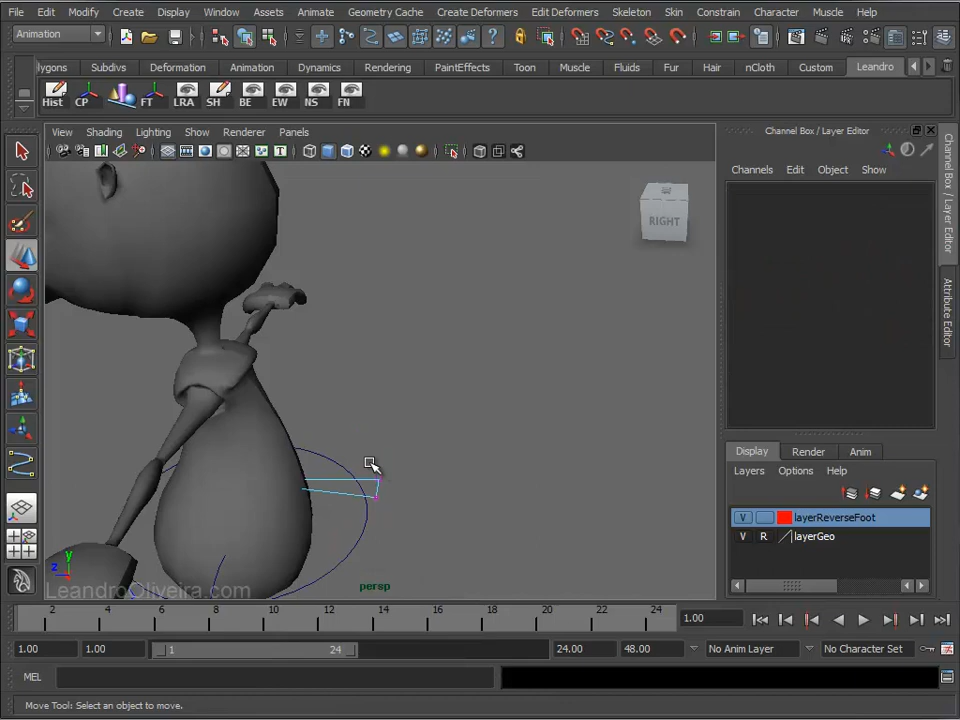 File Edit Modify Create Display Window Assets Animate Geometry Cache Create Deformers Edit Deformers Skeleton Skin Constrain Character Muscle Help
Animation
olygons Subdivs Deformation Animation Dynamics Rendering PaintEffects Toon Muscle Fluids Fur Hair nCloth Custom Leandro
Hist CP FT LRA SH BE EW NS FN
View Shading Lighting Show Renderer Panels
Channel Box / Layer Editor
Channels Edit Object Show
RIGHT
Channel Box / Layer Editor
Attribute Editor
Display Render Anim
Layers Options Help
V layerReverseFoot
V R layerGeo
y
z
LeandroOliveira.com
persp
2 4 6 8 10 12 14 16 18 20 22 24
1.00
1.00 1.00 1 24 24.00 48.00 No Anim Layer No Character Set
MEL
Move Tool: Select an object to move.